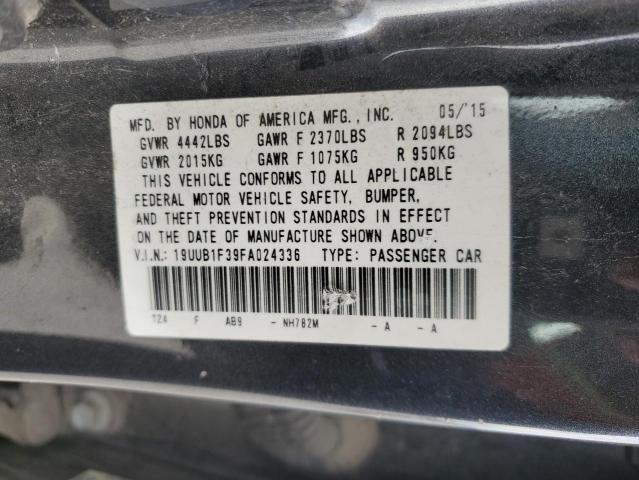 MFD. BY HONDA OF AMERICA MFG., INC. 05/'15
GVWR 4442LBS GAWR F 2370LBS R 2094LBS
GVWR 2015KG GAWR F 1075KG R 950KG
THIS VEHICLE CONFORMS TO ALL APPLICABLE
FEDERAL MOTOR VEHICLE SAFETY, BUMPER,
AND THEFT PREVENTION STANDARDS IN EFFECT
ON THE DATE OF MANUFACTURE SHOWN ABOVE.
V.I.N.: 19UUB1F39FA024336 TYPE: PASSENGER CAR
TZ4 F AB9 -NH782M -A -A